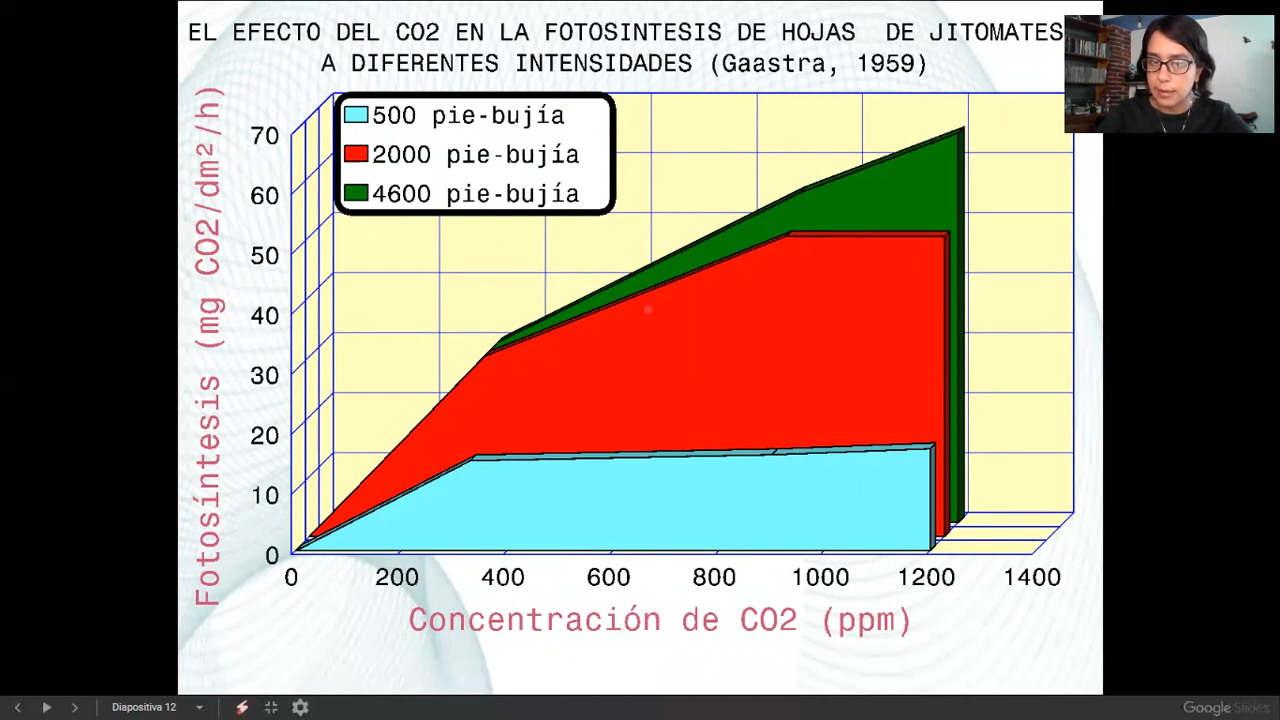 EL EFECTO DEL CO2 EN LA FOTOSINTESIS DE HOJAS DE JITOMATES
A DIFERENTES INTENSIDADES (Gaastra, 1959)
500 pie-bujía
2000 pie-bujía
4600 pie-bujía
Fotosíntesis (mg CO2/dm²/h)
70
60
50
40
30
20
10
0
0 200 400 600 800 1000 1200 1400
Concentración de CO2 (ppm)
Diapositiva 12
Google Slides